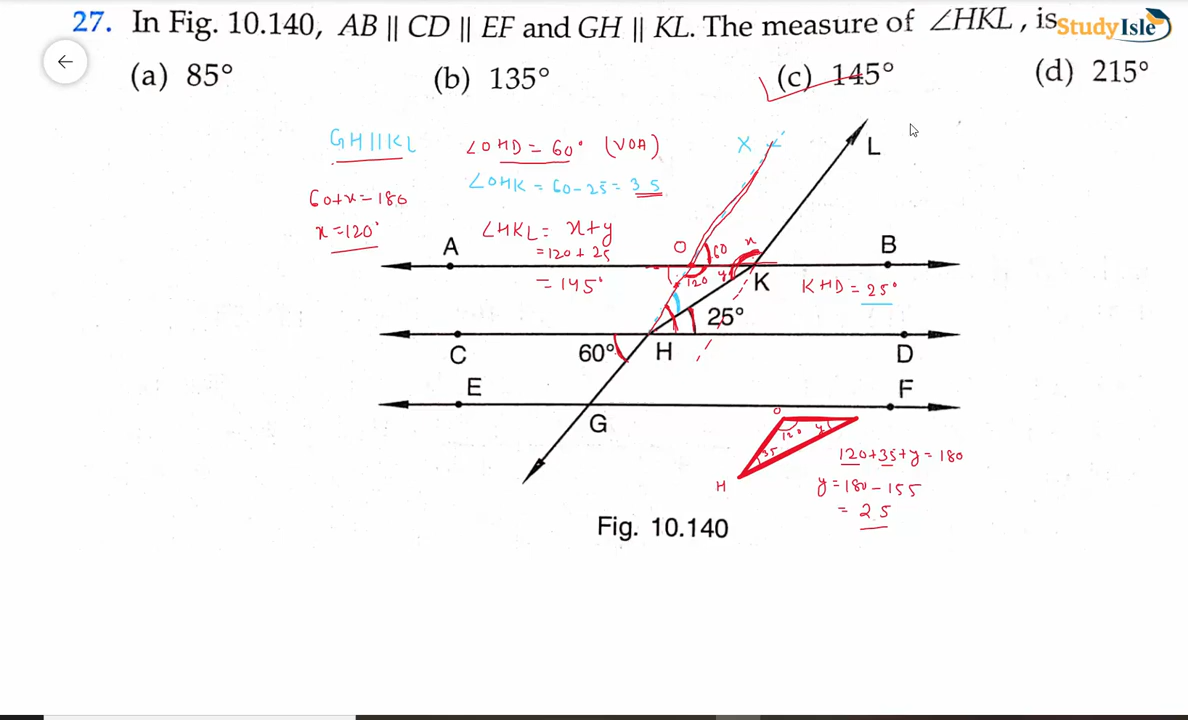 27. In Fig. 10.140, AB || CD || EF and GH || KL. The measure of ∠HKL, is
StudyIsle
(a) 85° (b) 135° (c) 145° (d) 215°
GH || KL
∠OHD = 60° (VOA)
X
L
∠OHK = 60-25 = 35
60+x=180
x=120°
∠HKL = x+y
=120+25
= 145°
A
O
60
x
B
120
y
K
KHD = 25°
25°
C
60°
H
D
E
F
G
O
120
y
35
H
120+35+y=180
y=180-155
= 25
Fig. 10.140